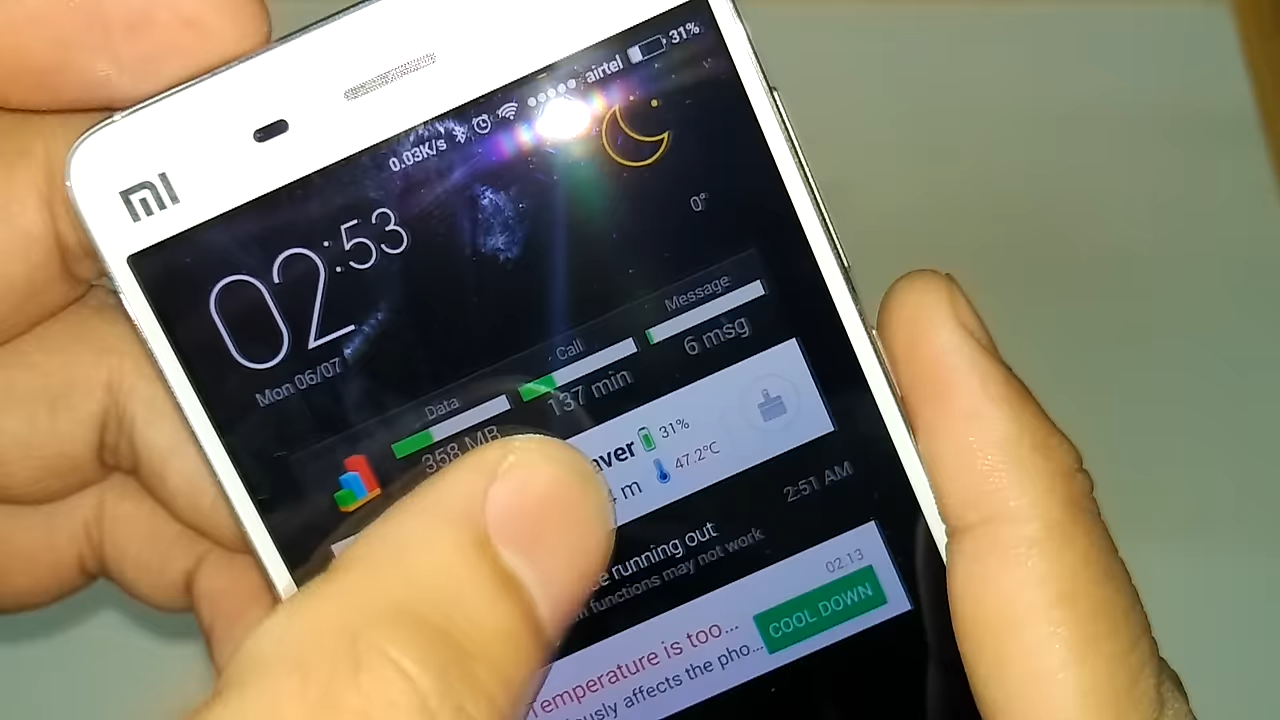 MI
0.03K/s airtel 31%
02:53
0°
Mon 06/07
Data Call Message
358 MB 137 min 6 msg
31%
47.2°C
m
2:51 AM
running out
functions may not work
02.13
Temperature is too...
affects the pho...
COOL DOWN